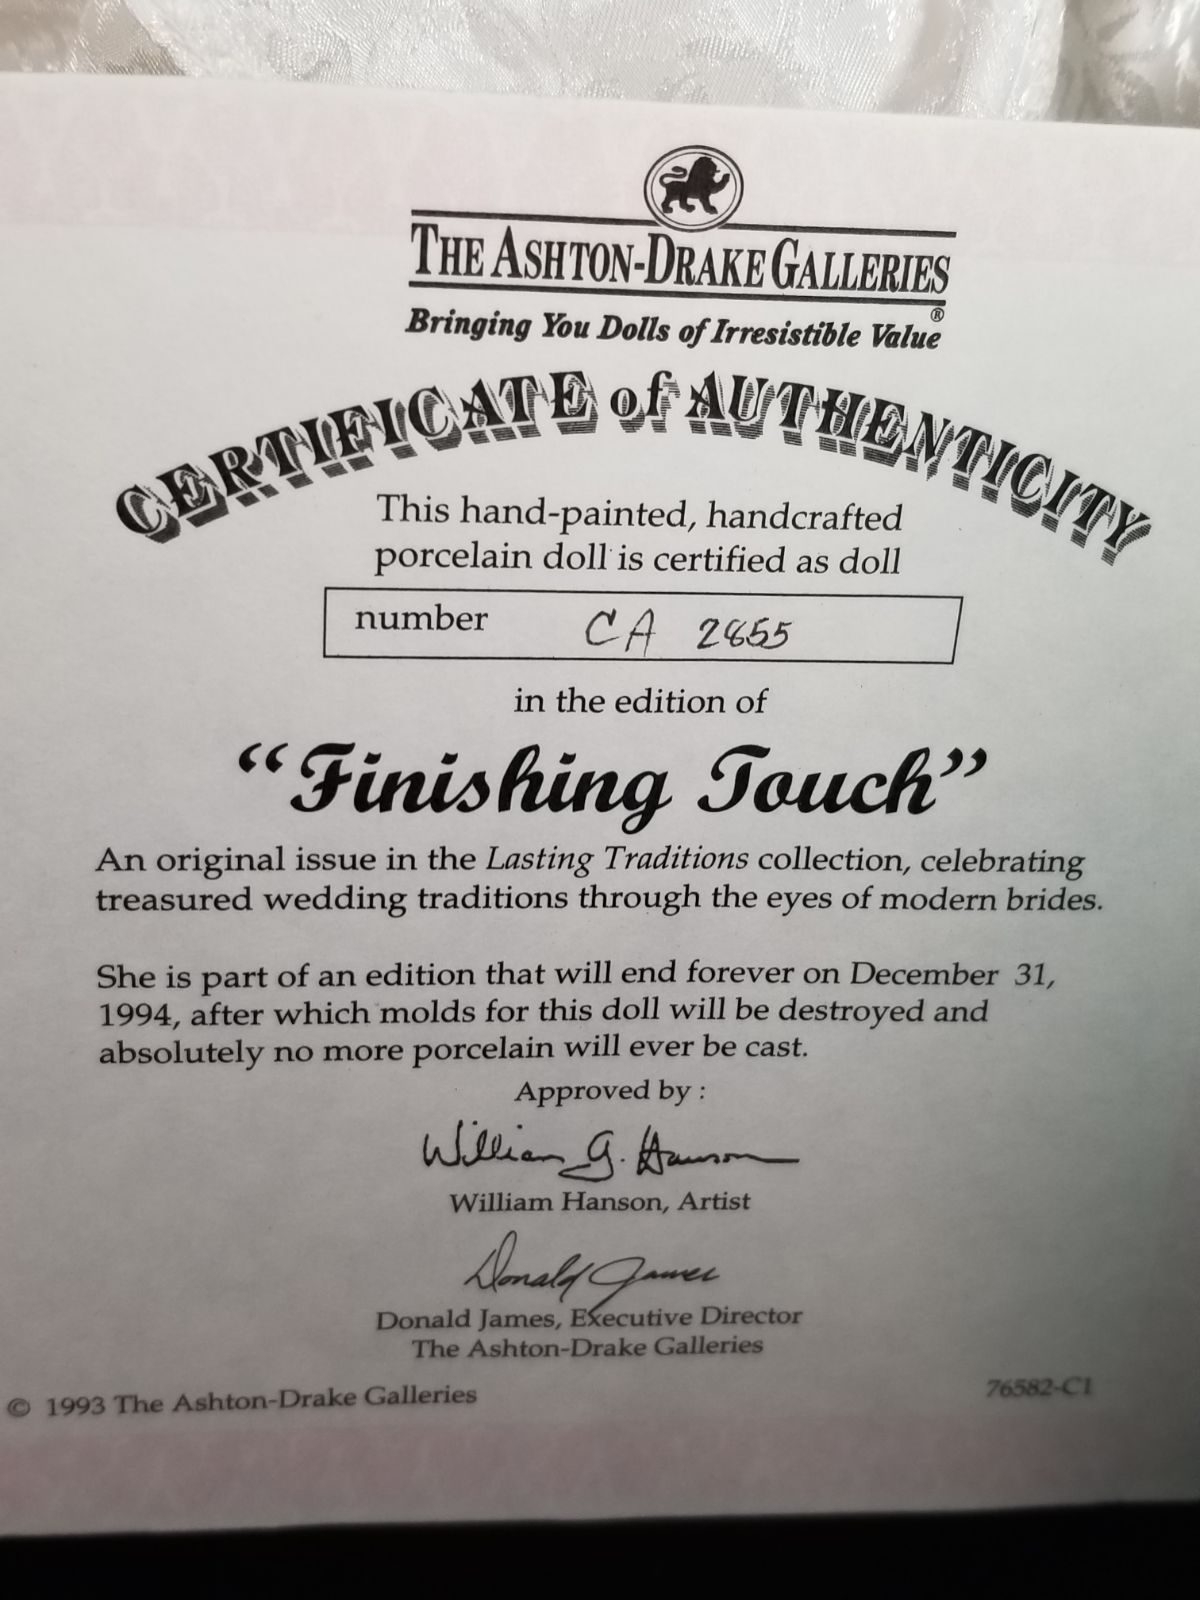 THE ASHTON-DRAKE GALLERIES
®
Bringing You Dolls of Irresistible Value
CERTIFICATE of AUTHENTICITY
This hand-painted, handcrafted
porcelain doll is certified as doll
number CA 2855
in the edition of
“Finishing Touch”
An original issue in the Lasting Traditions collection, celebrating
treasured wedding traditions through the eyes of modern brides.
She is part of an edition that will end forever on December 31,
1994, after which molds for this doll will be destroyed and
absolutely no more porcelain will ever be cast.
Approved by :
William G. Hanson
William Hanson, Artist
Donald James
Donald James, Executive Director
The Ashton-Drake Galleries
© 1993 The Ashton-Drake Galleries
76582-C1